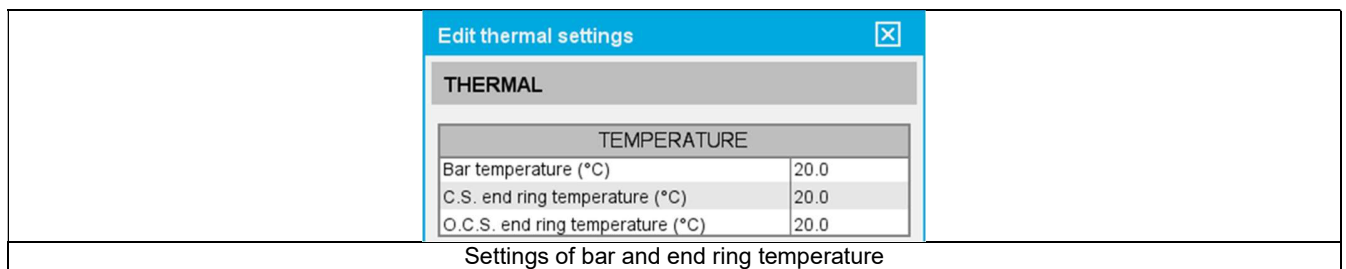 Edit thermal settings
THERMAL
TEMPERATURE
Bar temperature (°C) 20.0
C.S. end ring temperature (°C) 20.0
O.C.S. end ring temperature (°C) 20.0
Settings of bar and end ring temperature